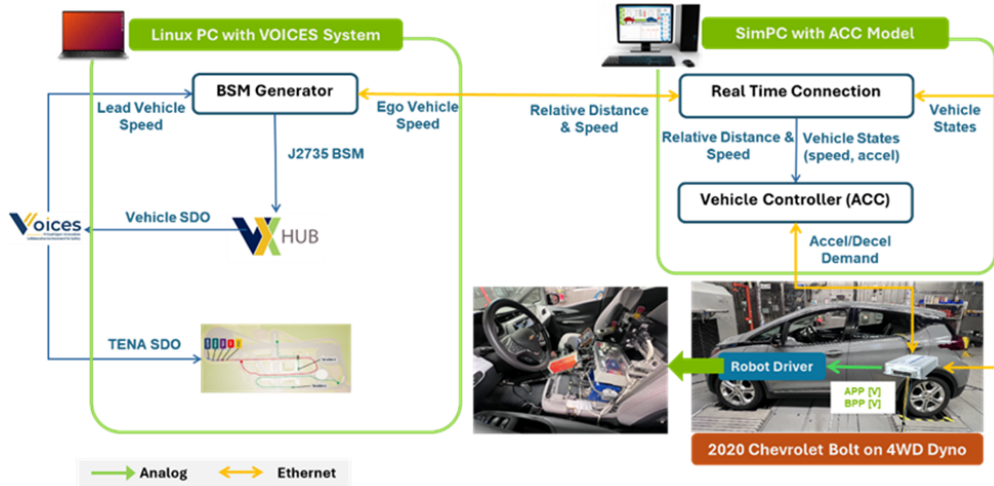 Linux PC with VOICES System
SimPC with ACC Model
BSM Generator
Real Time Connection
Lead Vehicle
Speed
Ego Vehicle
Speed
Relative Distance
& Speed
Vehicle
States
J2735 BSM
Relative Distance &
Speed
Vehicle States
(speed, accel)
Vehicle Controller (ACC)
Voices
Vehicle SDO
VX HUB
Accel/Decel
Demand
TENA SDO
Robot Driver
APP [V]
BPP [V]
2020 Chevrolet Bolt on 4WD Dyno
Analog
Ethernet